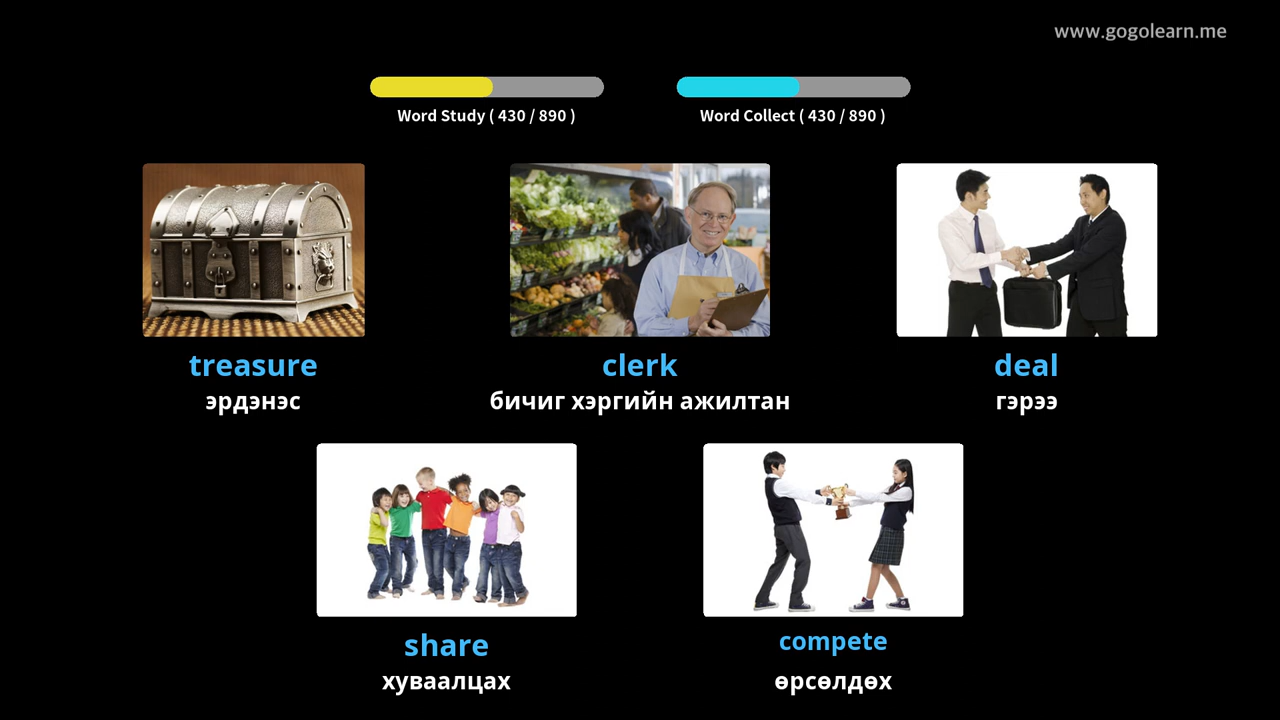 www.gogolearn.me
Word Study ( 430 / 890 )
Word Collect ( 430 / 890 )
treasure
эрдэнэс
clerk
бичиг хэргийн ажилтан
deal
гэрээ
share
хуваалцах
compete
өрсөлдөх